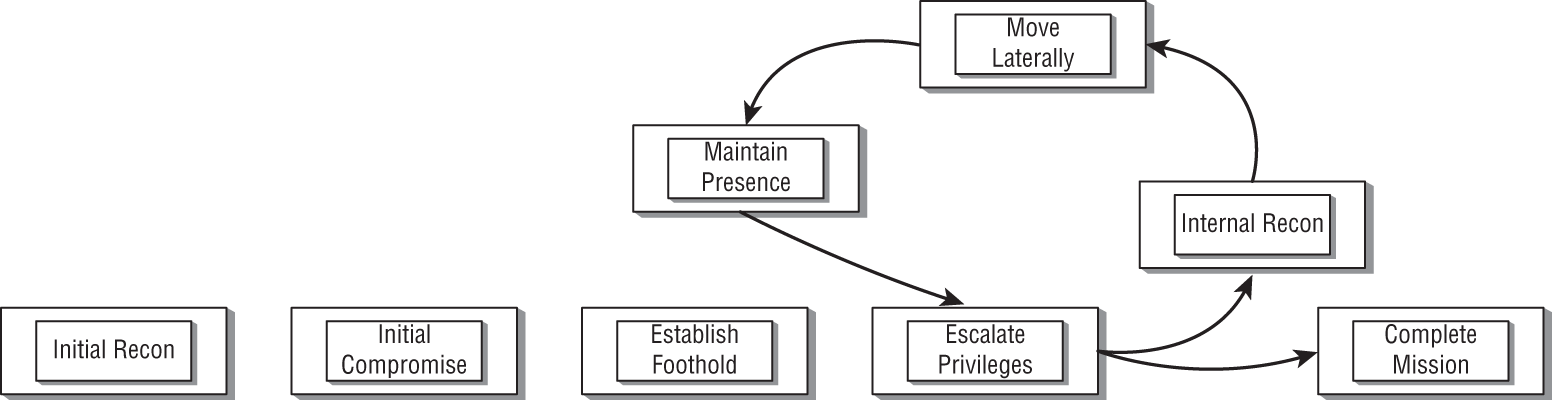 Move
Laterally
Maintain
Presence
Internal Recon
Initial Recon
Initial
Compromise
Establish
Foothold
Escalate
Privileges
Complete
Mission